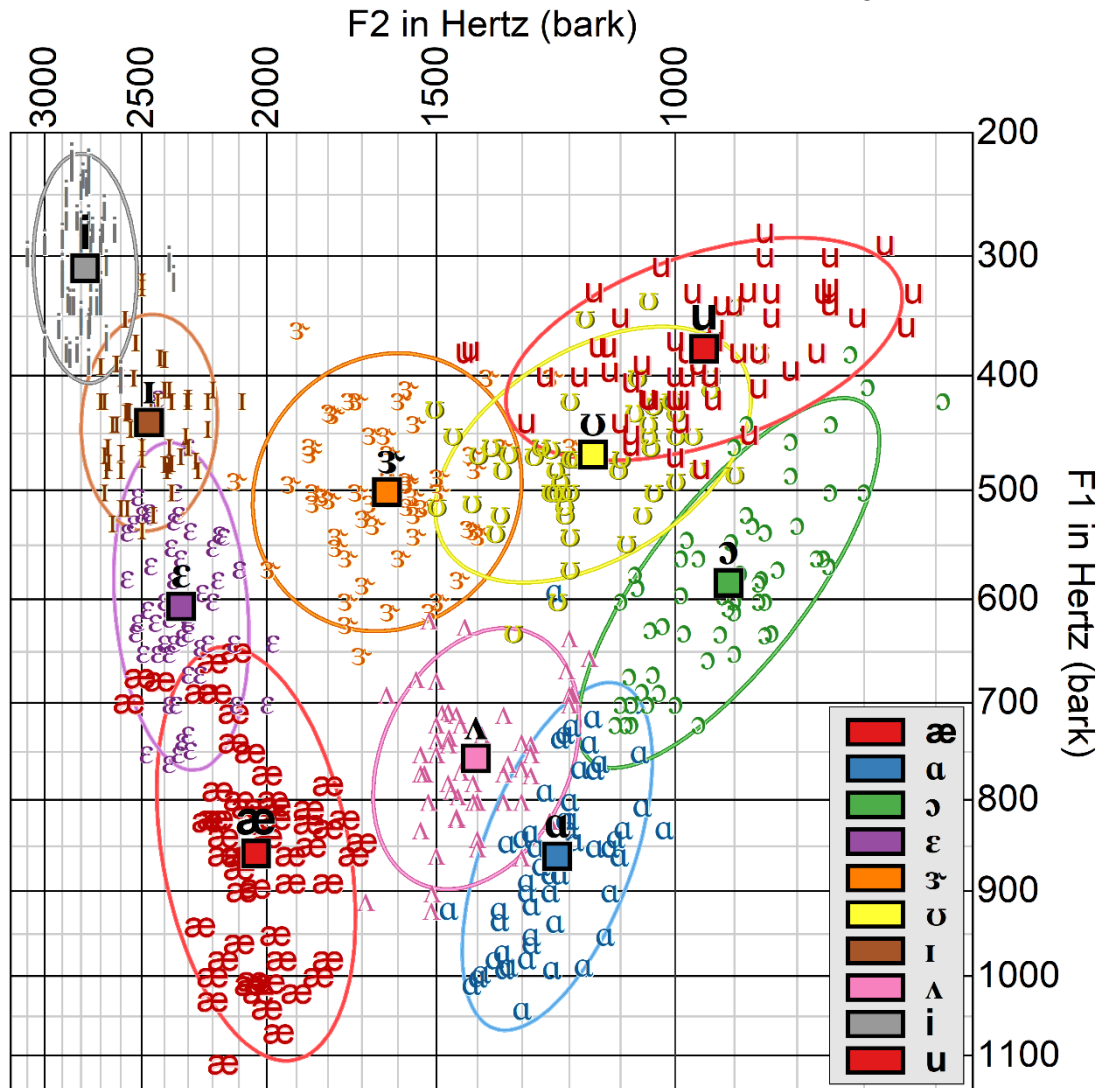 F2 in Hertz (bark)
3000 2500 2000 1500 1000
200
300
400
500
600
700
800
900
1000
1100
F1 in Hertz (bark)
i
ɪ
ɛ
æ
ɝ
ʌ
ɑ
ʊ
u
ɔ
æ
ɑ
ɔ
ɛ
ɝ
ʊ
ɪ
ʌ
i
u